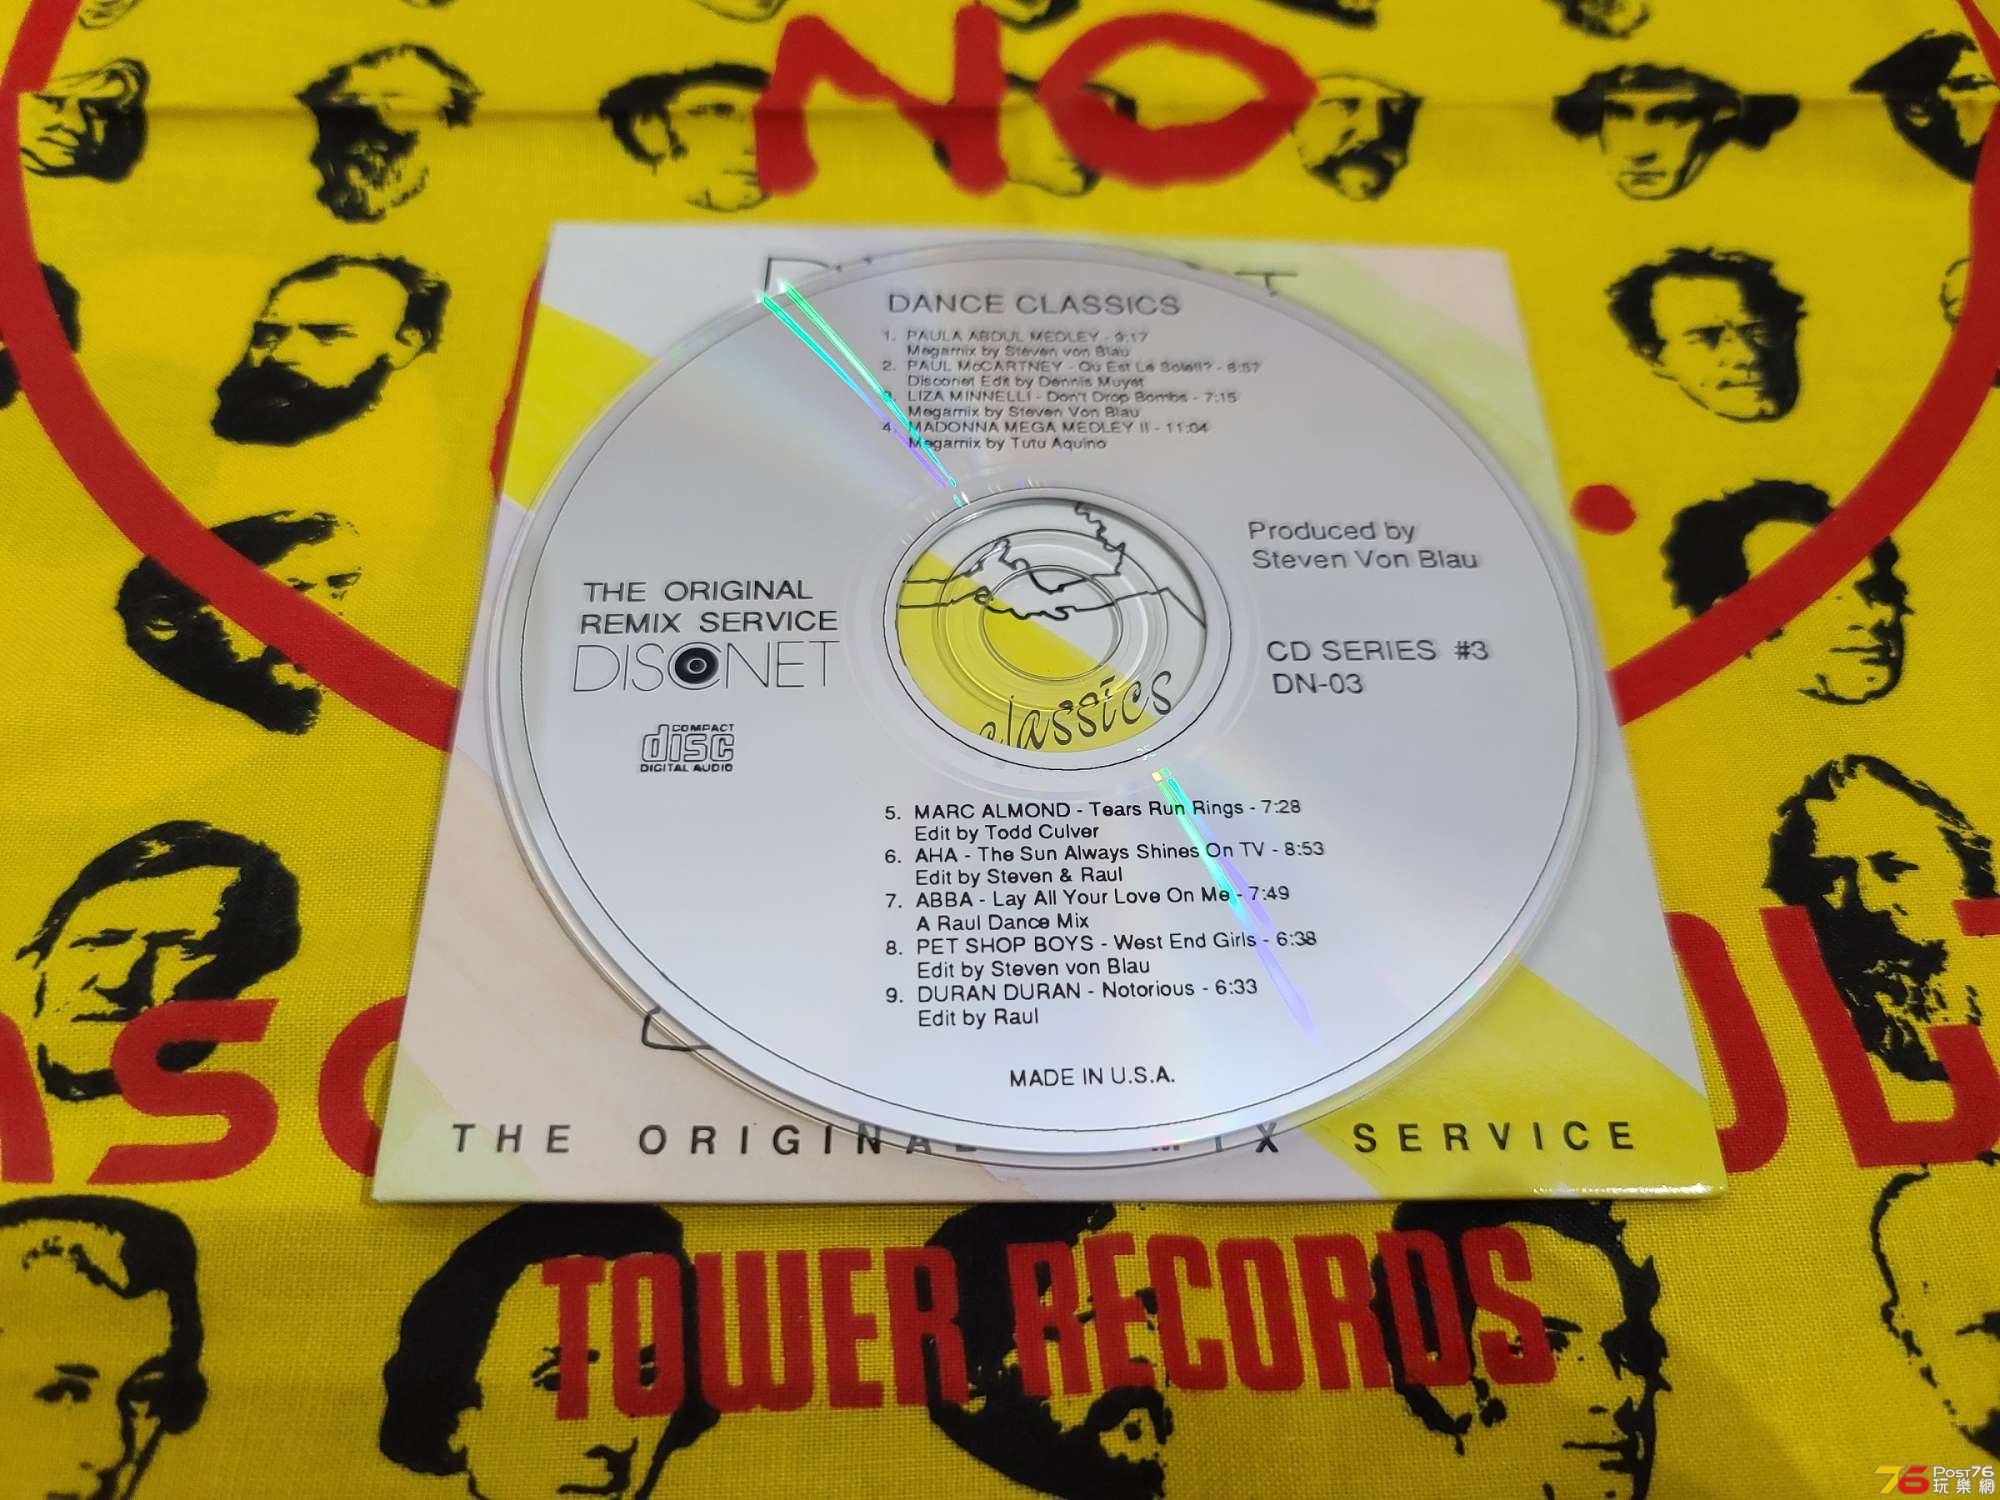 NO
DANCE CLASSICS
1. PAULA ABDUL MEDLEY - 9:17
Megamix by Steven von Blau
2. PAUL McCARTNEY - Ou Est Le Soleil? - 6:57
Disconet Edit by Dennis Muyet
3. LIZA MINNELLI - Don't Drop Bombs - 7:15
Megamix by Steven Von Blau
4. MADONNA MEGA MEDLEY II - 11:04
Megamix by Tutu Aquino
Produced by
Steven Von Blau
THE ORIGINAL
REMIX SERVICE
DISCONET
CD SERIES #3
DN-03
COMPACT
disc
DIGITAL AUDIO
classics
5. MARC ALMOND - Tears Run Rings - 7:28
Edit by Todd Culver
6. AHA - The Sun Always Shines On TV - 8:53
Edit by Steven & Raul
7. ABBA - Lay All Your Love On Me - 7:49
A Raul Dance Mix
8. PET SHOP BOYS - West End Girls - 6:38
Edit by Steven von Blau
9. DURAN DURAN - Notorious - 6:33
Edit by Raul
MADE IN U.S.A.
THE ORIGINAL MIX SERVICE
TOWER RECORDS
76 POST76
玩樂網